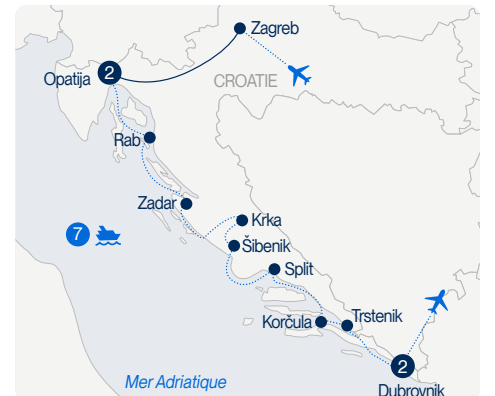 Zagreb
2
Opatija
CROATIE
Rab
Zadar
Krka
7
Šibenik
Split
Korčula
Trstenik
2
Mer Adriatique
Dubrovnik